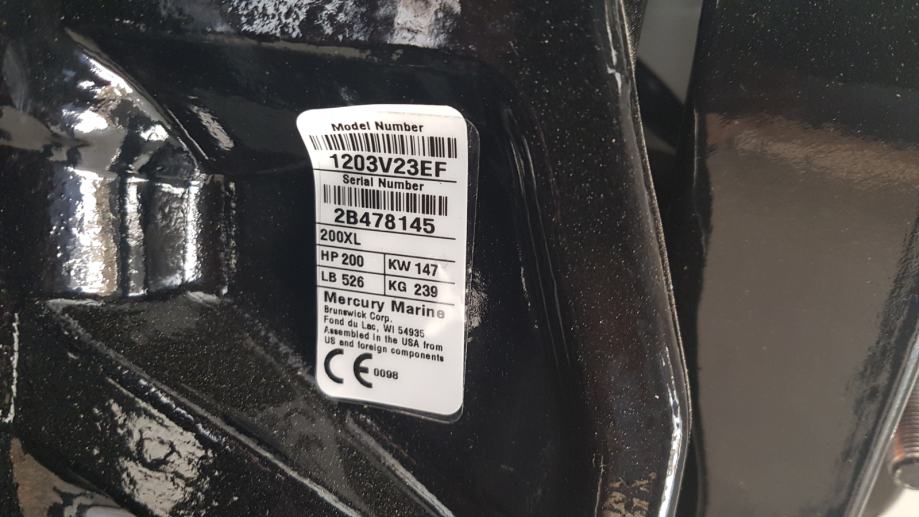 Model Number
1203V23EF
Serial Number
2B478145
200XL
HP 200 KW 147
LB 526 KG 239
Mercury Marine
Brunswick Corp.
Fond du Lac, WI 54935
Assembled in the USA from
US and foreign components
CE 0098